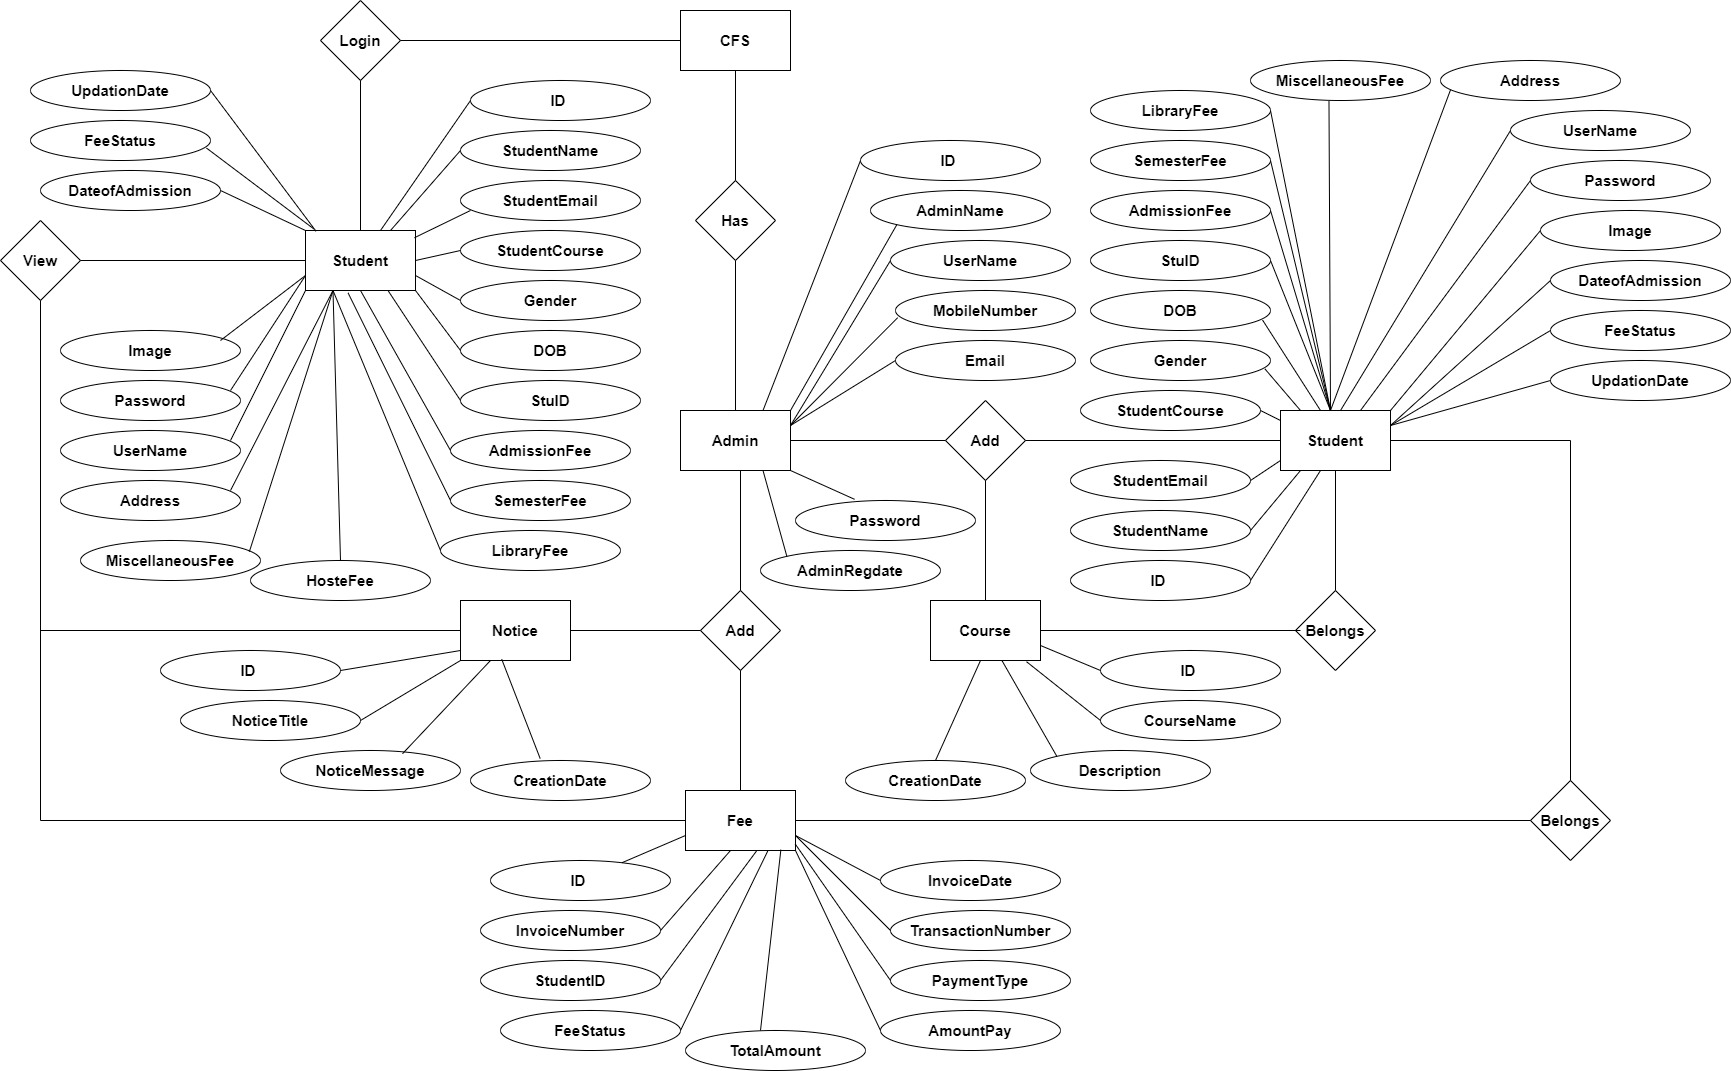 Login
CFS
UpdationDate
FeeStatus
DateofAdmission
ID
StudentName
StudentEmail
StudentCourse
Gender
DOB
StuID
AdmissionFee
SemesterFee
LibraryFee
View
Student
Image
Password
UserName
Address
MiscellaneousFee
HosteFee
Has
ID
AdminName
UserName
MobileNumber
Email
Admin
Password
AdminRegdate
Add
MiscellaneousFee
Address
LibraryFee
SemesterFee
AdmissionFee
StuID
DOB
Gender
StudentCourse
StudentEmail
StudentName
ID
UserName
Password
Image
DateofAdmission
FeeStatus
UpdationDate
Student
Notice
Add
Course
Belongs
ID
NoticeTitle
NoticeMessage
CreationDate
ID
CourseName
Description
CreationDate
Fee
Belongs
ID
InvoiceNumber
StudentID
FeeStatus
TotalAmount
InvoiceDate
TransactionNumber
PaymentType
AmountPay